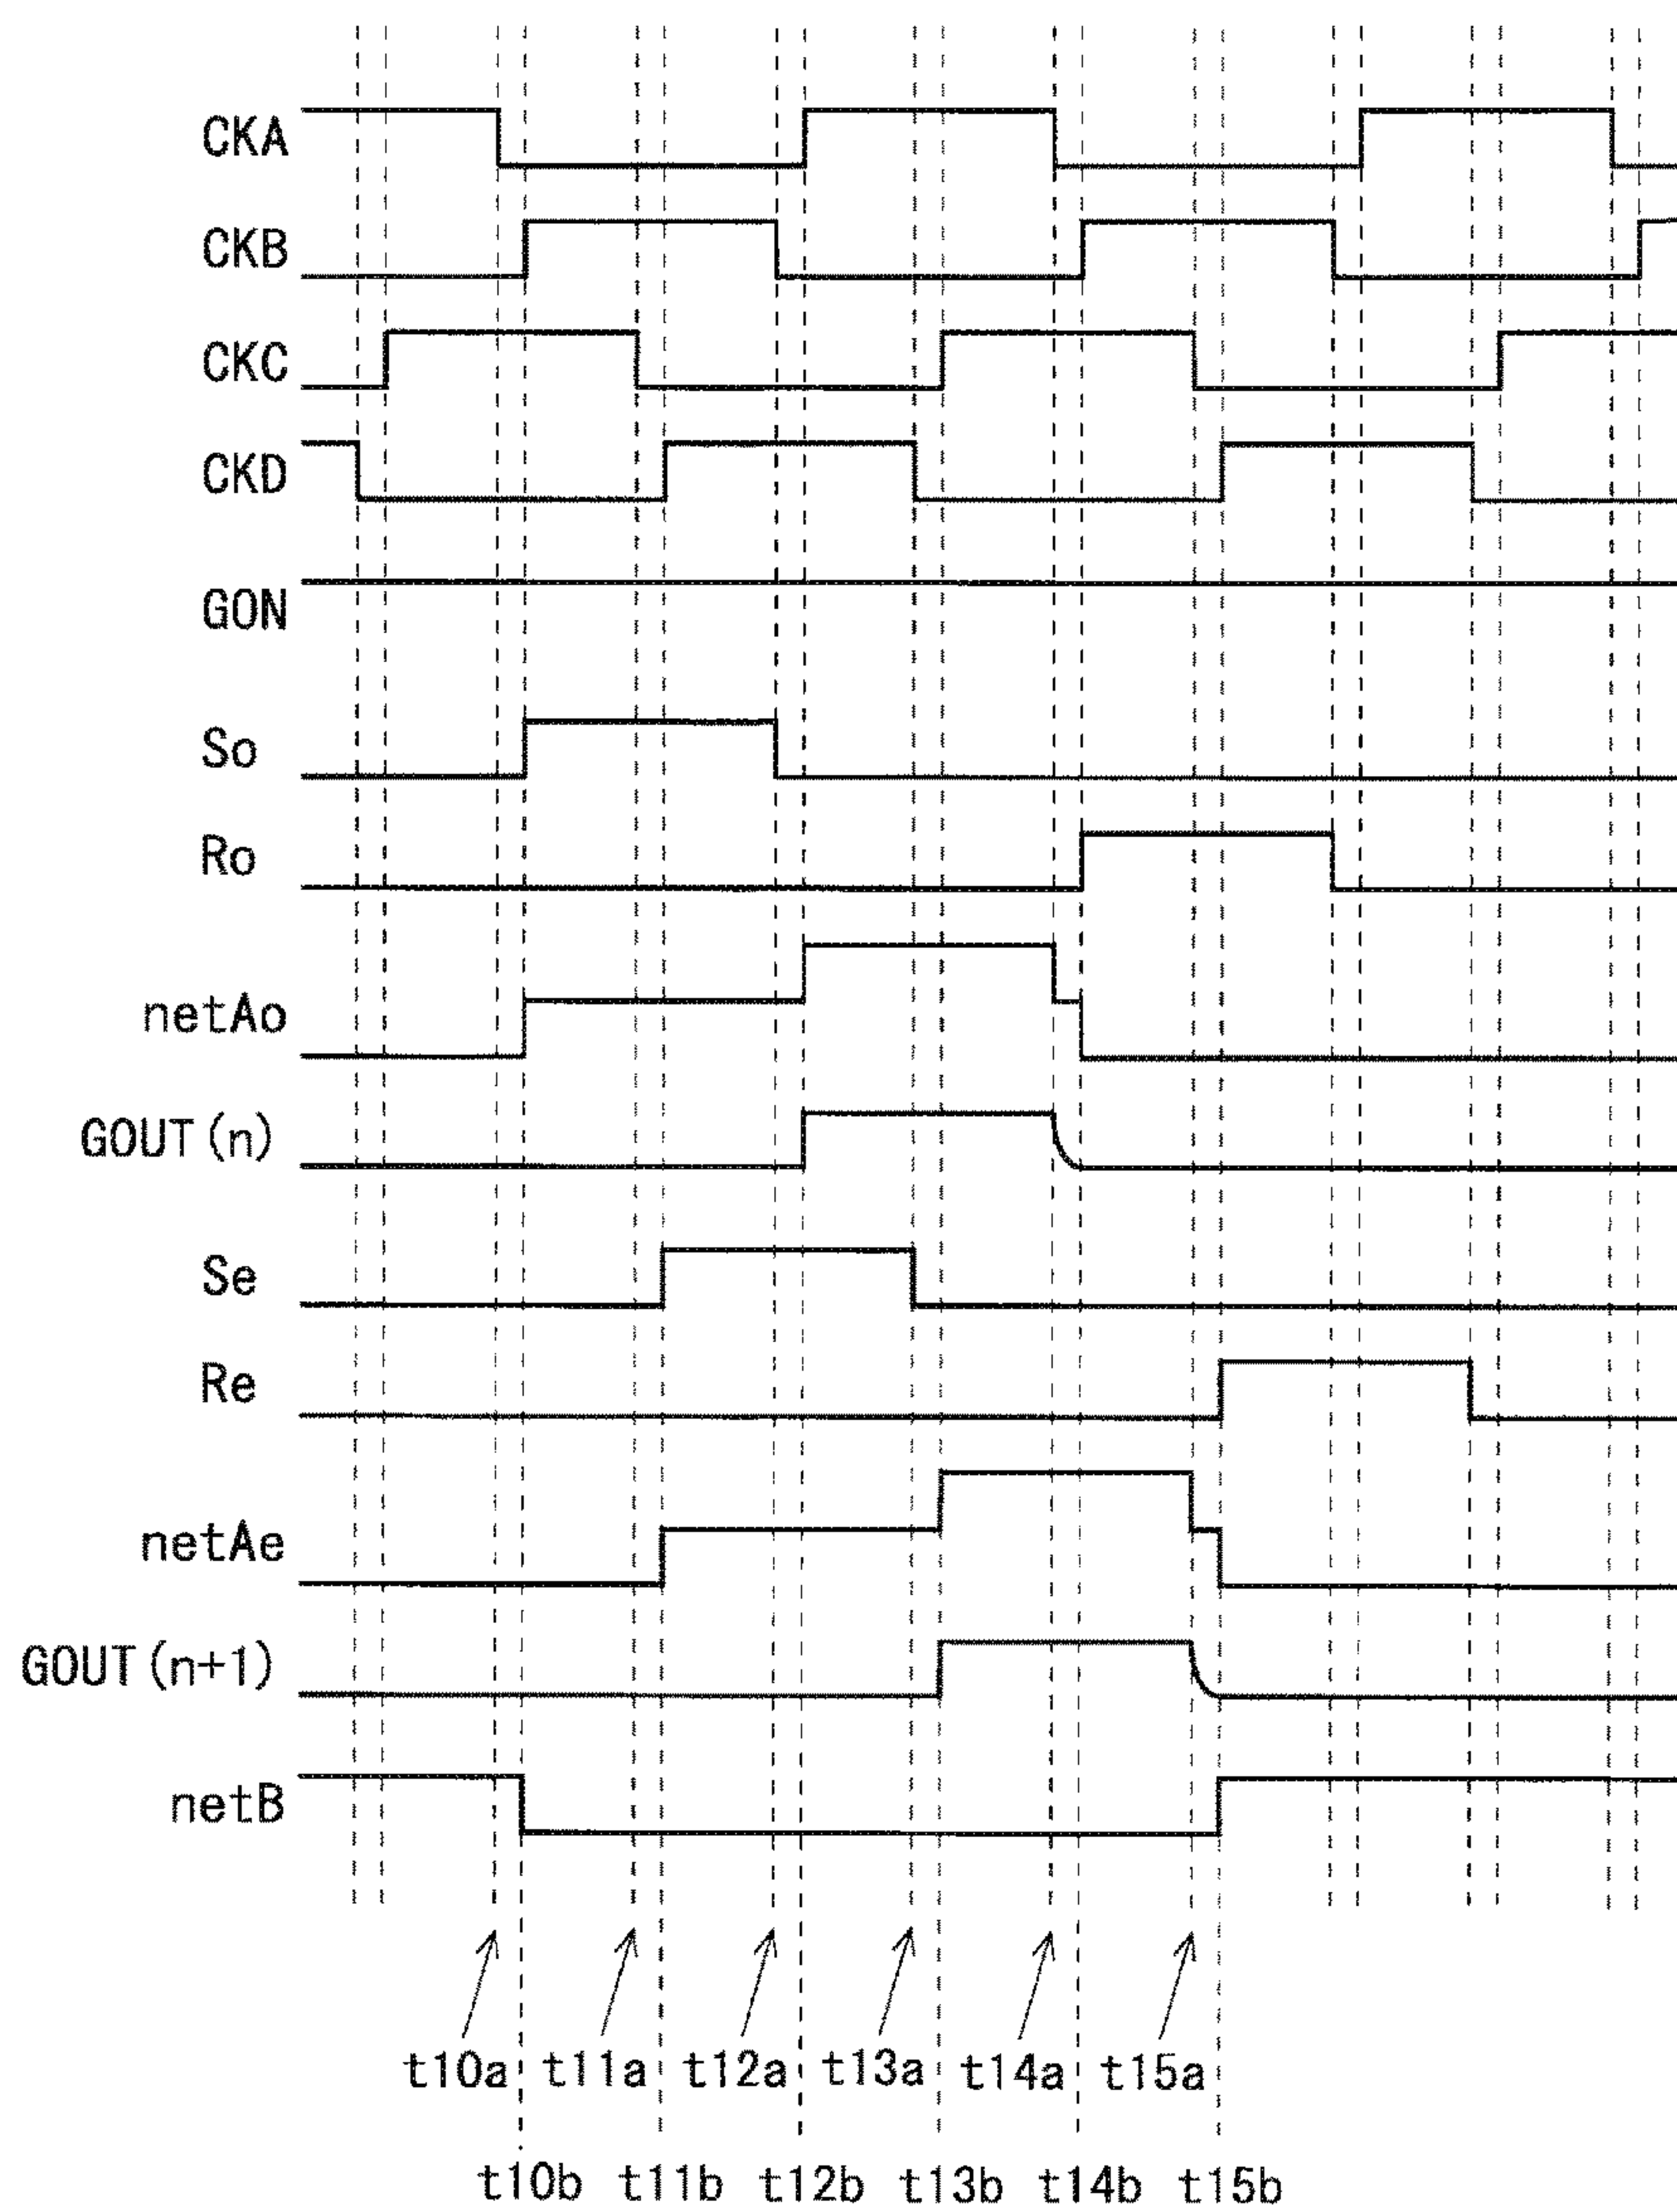 CKA
CKB
CKC
CKD
GON
So
Ro
netAo
GOUT(n)
Se
Re
netAe
GOUT(n+1)
netB
t10a t11a t12a t13a t14a t15a
t10b t11b t12b t13b t14b t15b